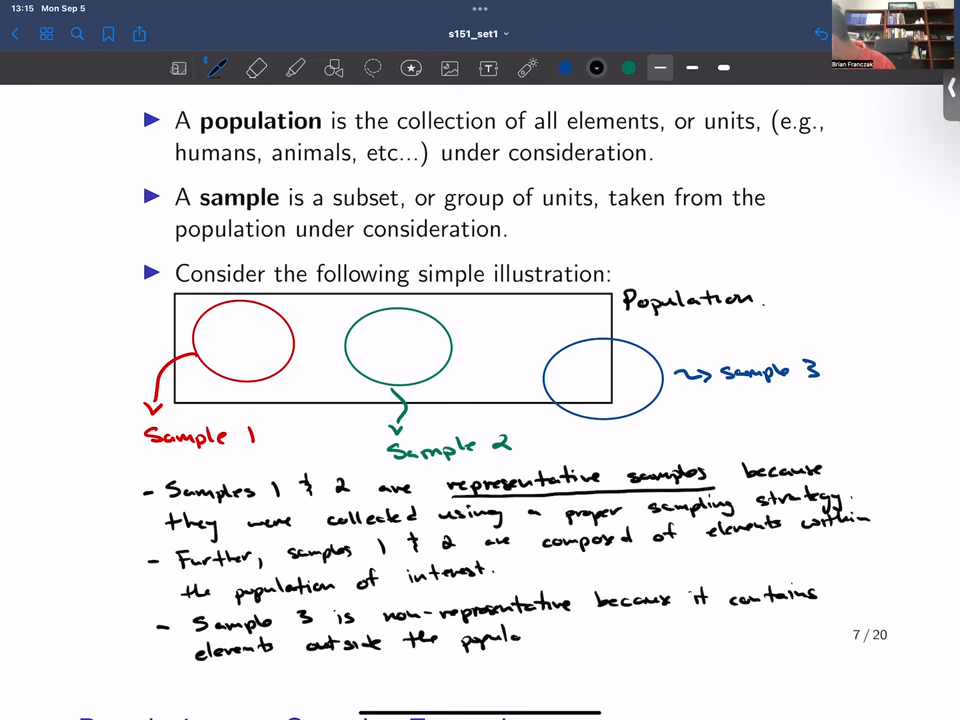 13:15 Mon Sep 5
s151_set1
Brian Franczak
A population is the collection of all elements, or units, (e.g.,
humans, animals, etc...) under consideration.
A sample is a subset, or group of units, taken from the
population under consideration.
Consider the following simple illustration:
Population.
Sample 3
Sample 1
Sample 2
- Samples 1 & 2 are representative samples because
they were collected using a proper sampling strategy.
- Further, samples 1 & 2 are composed of elements within
the population of interest.
- Sample 3 is non-representative because it contains
elements outside the popula
7 / 20